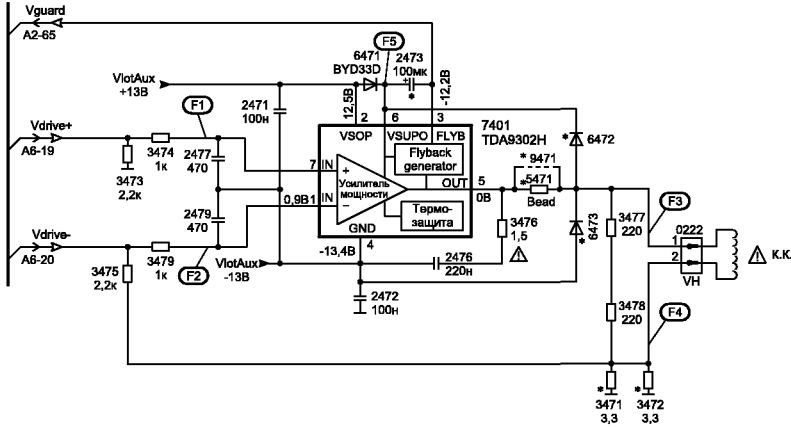 Vguard
A2-65
F5
6471
BYD33D
2473
100мк
+
*
VlotAux
+13В
12,5В
-12,2В
F1
2471
100н
2
6
3
7401
TDA9302H
VSOP
VSUPO
FLYB
Vdrive+
A6-19
3474
1к
2477
470
3473
2,2к
Flyback
generator
* 9471
* 6472
7
IN
+
Усилитель
мощности
OUT
5
0В
*5471
Bead
2479
470
0,9В
1
IN
−
Термо-
защита
3476
1,5
6473
*
3477
220
F3
0222
1
2
VH
К.К.
GND
4
-13,4В
Vdrive-
A6-20
3479
1к
F2
VlotAux
-13В
2476
220н
3475
2,2к
2472
100н
3478
220
F4
*
3471
3,3
*
3472
3,3